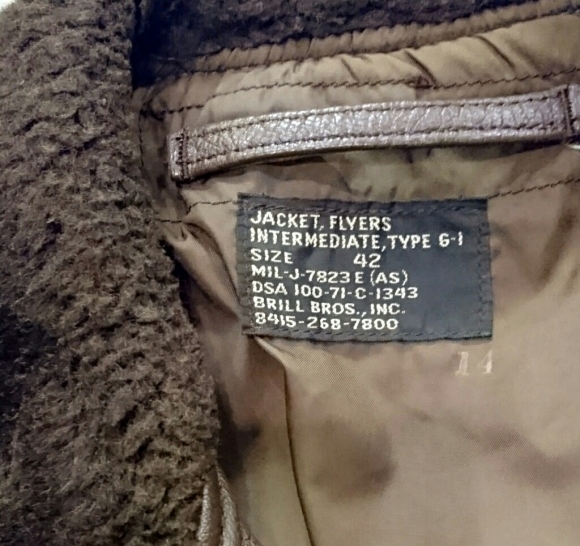 JACKET, FLYERS
INTERMEDIATE, TYPE G-1
SIZE 42
MIL-J-7823E (AS)
DSA 100-71-C-1343
BRILL BROS., INC.
8415-268-7800
14